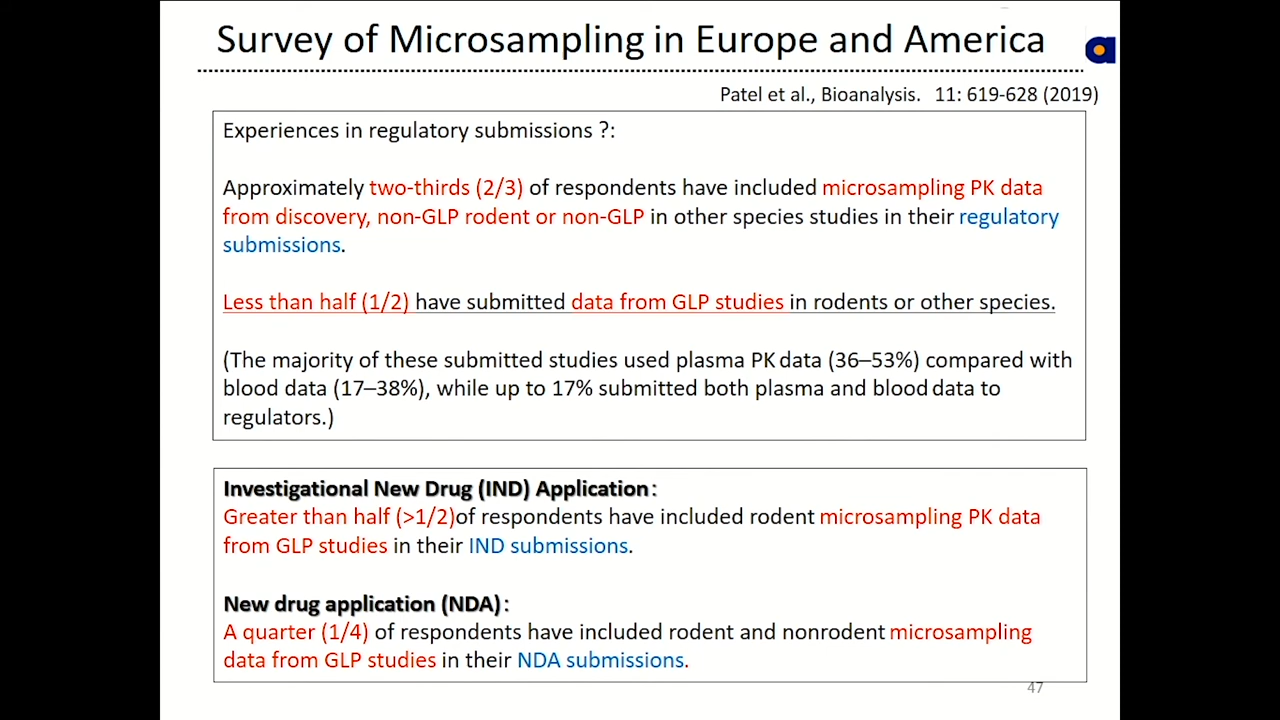 Survey of Microsampling in Europe and America
Patel et al., Bioanalysis. 11: 619-628 (2019)
Experiences in regulatory submissions ?:
Approximately two-thirds (2/3) of respondents have included microsampling PK data
from discovery, non-GLP rodent or non-GLP in other species studies in their regulatory
submissions.
Less than half (1/2) have submitted data from GLP studies in rodents or other species.
(The majority of these submitted studies used plasma PK data (36–53%) compared with
blood data (17–38%), while up to 17% submitted both plasma and blood data to
regulators.)
Investigational New Drug (IND) Application:
Greater than half (>1/2)of respondents have included rodent microsampling PK data
from GLP studies in their IND submissions.
New drug application (NDA):
A quarter (1/4) of respondents have included rodent and nonrodent microsampling
data from GLP studies in their NDA submissions.
47